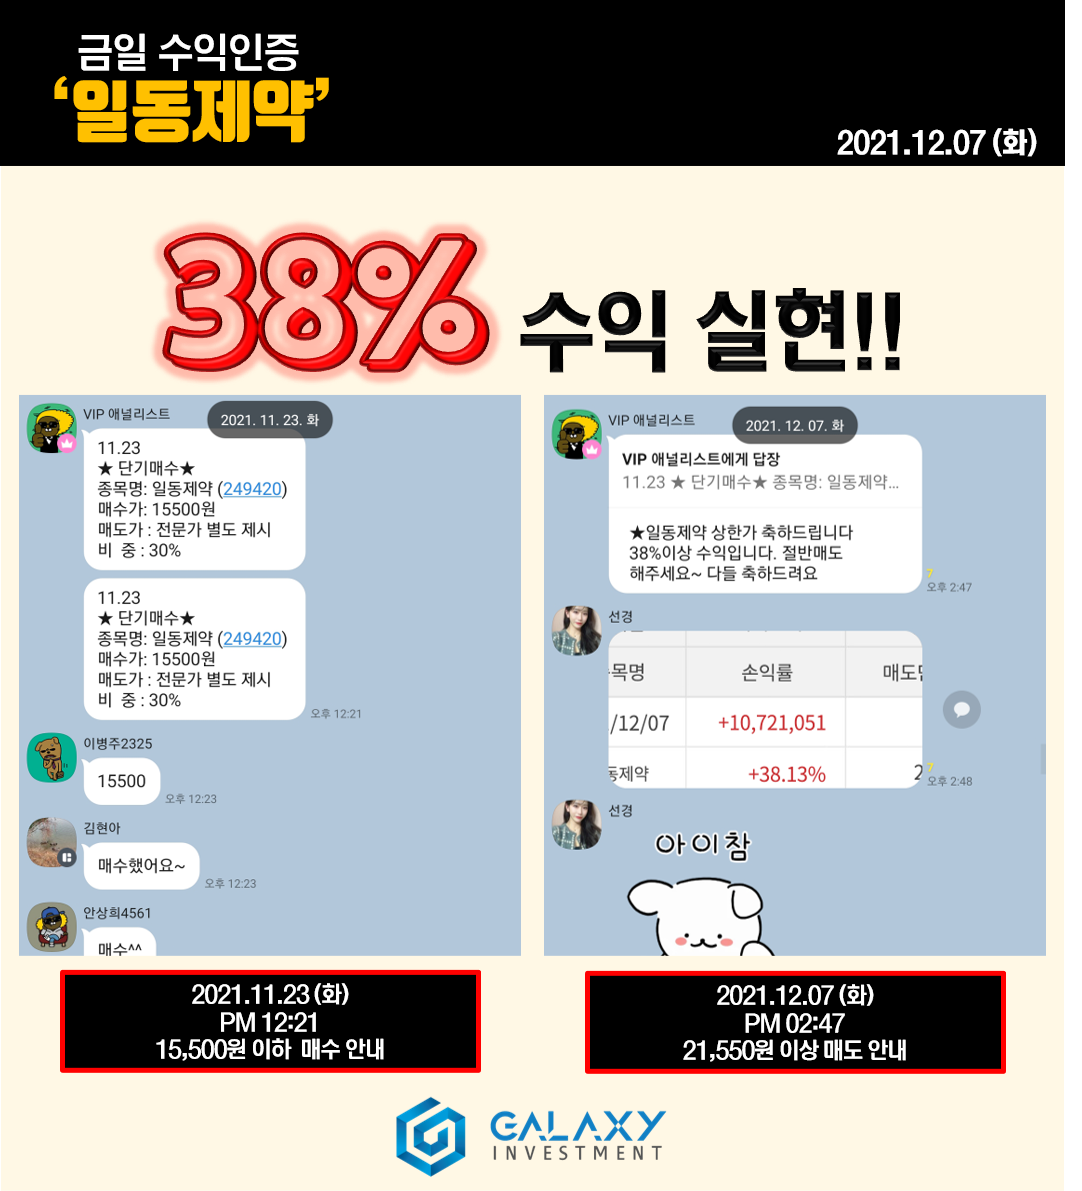 금일 수익인증
‘일동제약’
2021.12.07 (화)
38% 수익 실현!!
VIP 애널리스트
2021. 11. 23. 화
11.23
★ 단기매수★
종목명: 일동제약 (249420)
매수가: 15500원
매도가 : 전문가 별도 제시
비 중 : 30%
11.23
★ 단기매수★
종목명: 일동제약 (249420)
매수가: 15500원
매도가 : 전문가 별도 제시
비 중 : 30%
오후 12:21
이병주2325
15500
오후 12:23
김현아
매수했어요~
오후 12:23
안상희4561
매수^^
VIP 애널리스트
2021. 12. 07. 화
VIP 애널리스트에게 답장
11.23 ★ 단기매수★ 종목명: 일동제약...
★일동제약 상한가 축하드립니다
38%이상 수익입니다. 절반매도
해주세요~ 다들 축하드려요
7
오후 2:47
선경
목명 손익률 매도
/12/07 +10,721,051
동제약 +38.13% 2
7
오후 2:48
선경
아이참
2021.11.23 (화)
PM 12:21
15,500원 이하 매수 안내
2021.12.07 (화)
PM 02:47
21,550원 이상 매도 안내
GALAXY
INVESTMENT